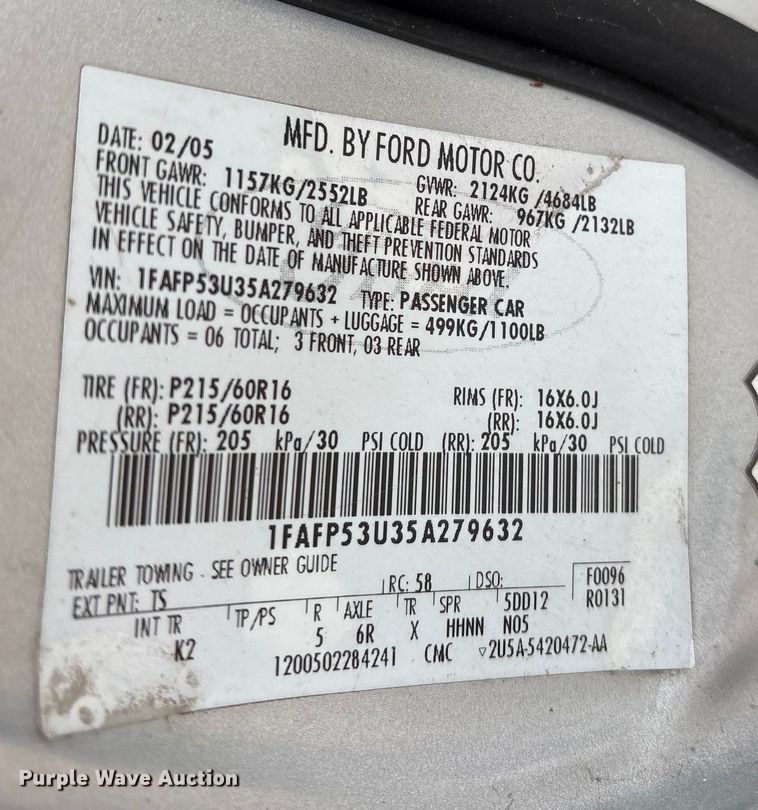 MFD. BY FORD MOTOR CO.
DATE: 02/05 GVWR: 2124KG /4684LB
FRONT GAWR: 1157KG/2552LB REAR GAWR: 967KG /2132LB
THIS VEHICLE CONFORMS TO ALL APPLICABLE FEDERAL MOTOR
VEHICLE SAFETY, BUMPER, AND THEFT PREVENTION STANDARDS
IN EFFECT ON THE DATE OF MANUFACTURE SHOWN ABOVE.
VIN: 1FAFP53U35A279632 TYPE: PASSENGER CAR
MAXIMUM LOAD = OCCUPANTS + LUGGAGE = 499KG/1100LB
OCCUPANTS = 06 TOTAL; 3 FRONT, 03 REAR
TIRE (FR): P215/60R16 RIMS (FR): 16X6.0J
(RR): P215/60R16 (RR): 16X6.0J
PRESSURE (FR): 205 kPa/30 PSI COLD (RR): 205 kPa/30 PSI COLD
1FAFP53U35A279632
TRAILER TOWING - SEE OWNER GUIDE
EXT PNT: TS RC: 58 DSO: F0096
R0131
INT TR TP/PS R AXLE TR SPR 5DD12
K2 5 6R X HHNN N05
1200502284241 CMC ▽2U5A-5420472-AA
Purple Wave Auction